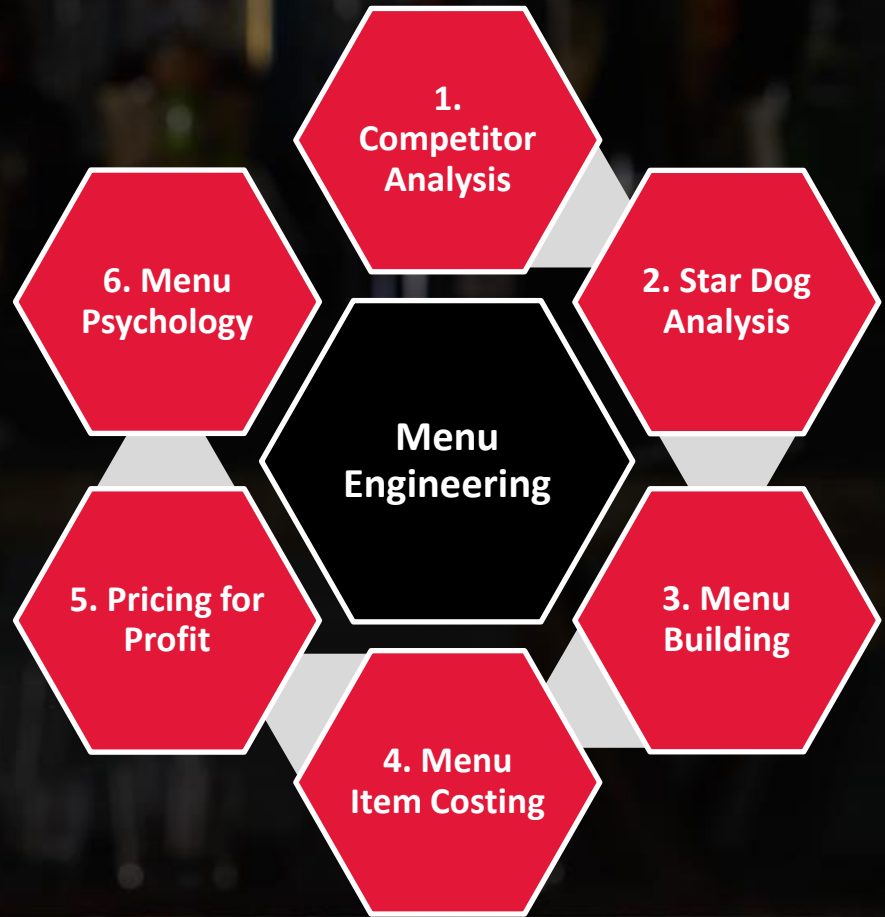 1.
Competitor
Analysis
2. Star Dog
Analysis
3. Menu
Building
4. Menu
Item Costing
5. Pricing for
Profit
6. Menu
Psychology
Menu
Engineering